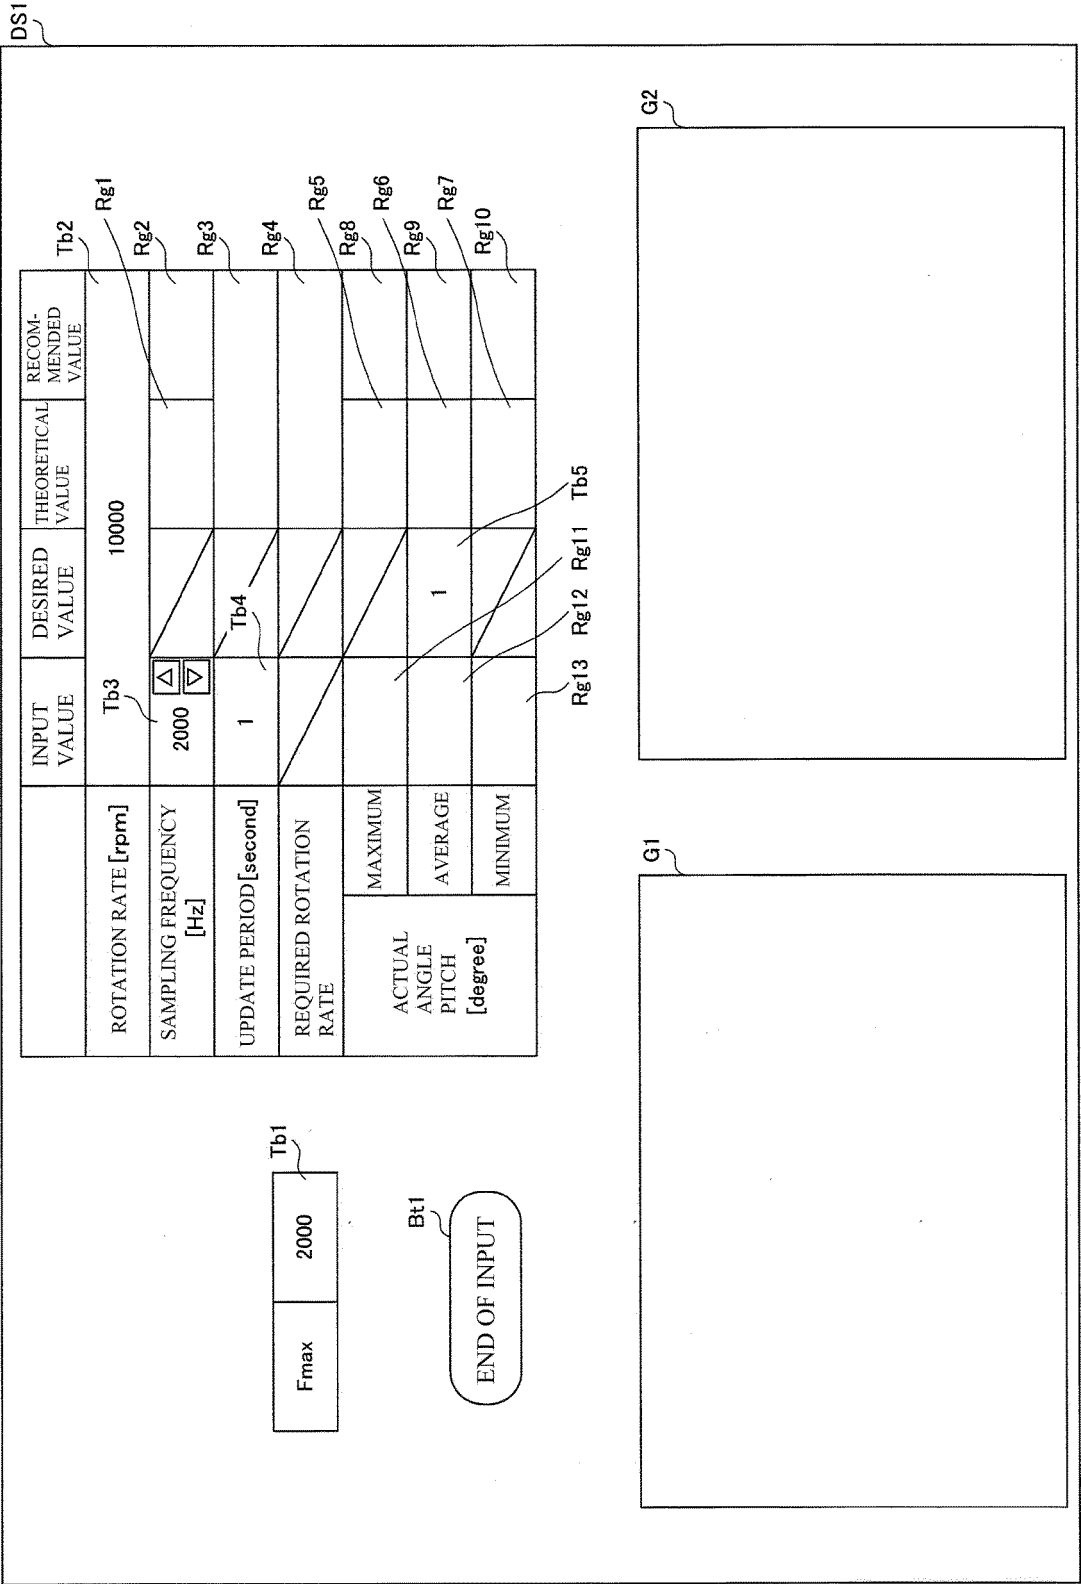 DS1
INPUT
VALUE
DESIRED
VALUE
THEORETICAL
VALUE
RECOM-
MENDED
VALUE
Tb2
ROTATION RATE [rpm]
10000
Tb3
Rg1
SAMPLING FREQUENCY
[Hz]
2000
△
▽
Rg2
UPDATE PERIOD [second]
1
Tb4
Rg3
REQUIRED ROTATION
RATE
Rg4
ACTUAL
ANGLE
PITCH
[degree]
MAXIMUM
Rg5
Rg8
AVERAGE
1
Rg6
Rg9
MINIMUM
Rg7
Rg10
Rg13
Rg12
Rg11
Tb5
Tb1
Fmax
2000
Bt1
END OF INPUT
G1
G2